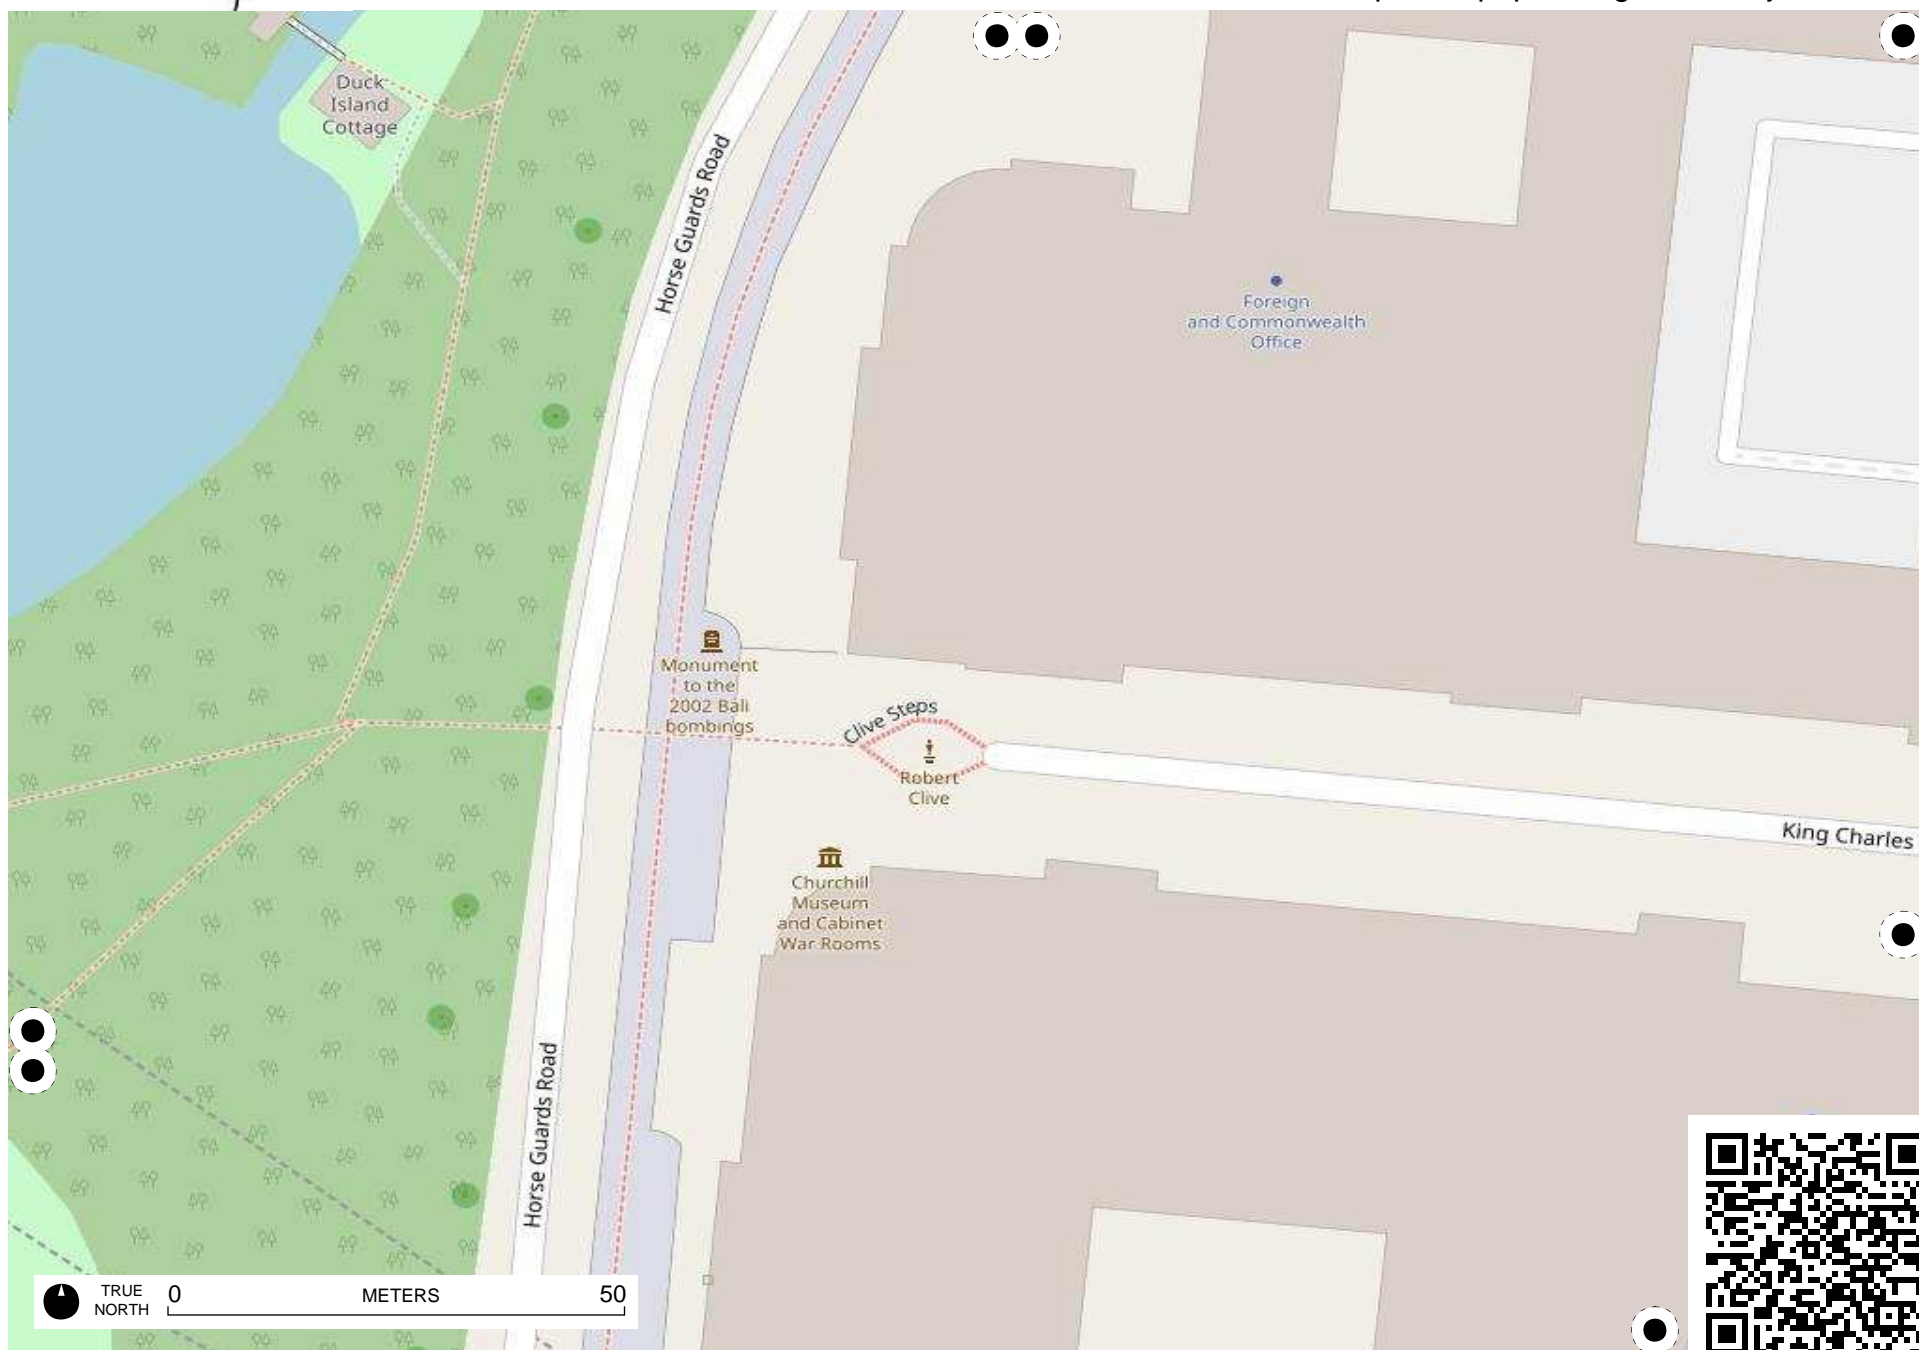 Duck
Island
Cottage
Horse Guards Road
Foreign
and Commonwealth
Office
Monument
to the
2002 Bali
bombings
Clive Steps
Robert
Clive
King Charles
Churchill
Museum
and Cabinet
War Rooms
Horse Guards Road
TRUE
NORTH
0
METERS
50